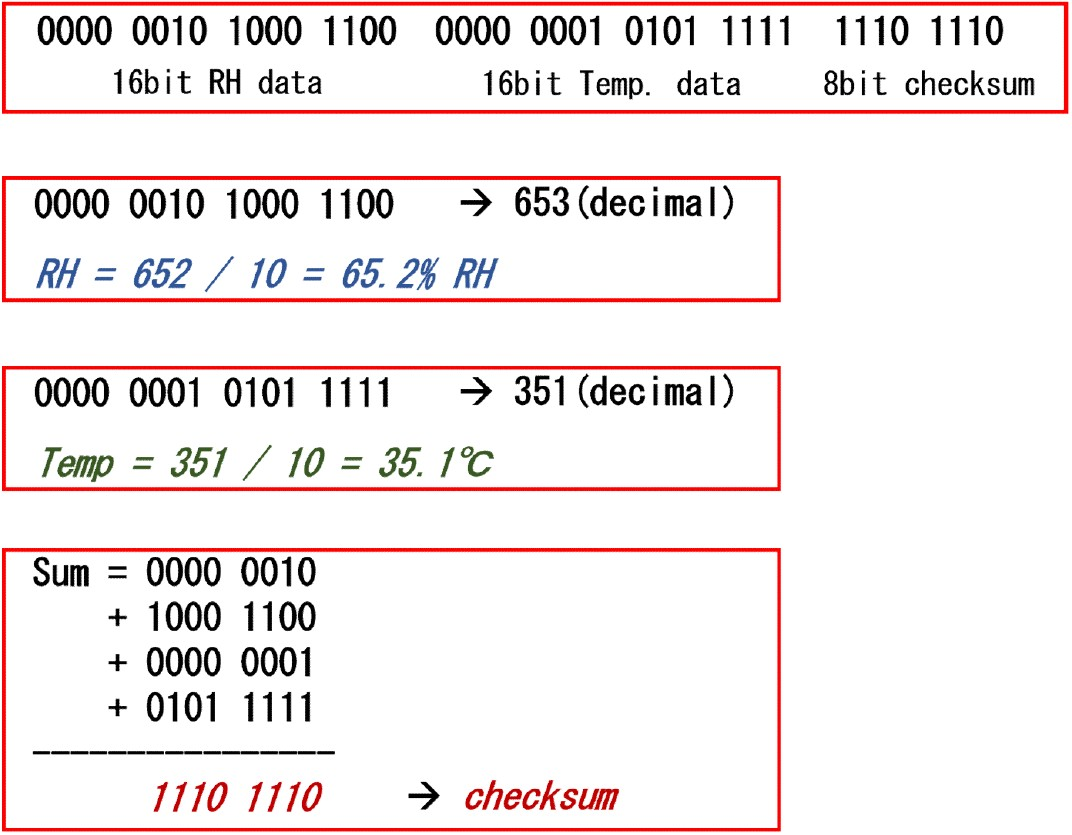 0000 0010 1000 1100 0000 0001 0101 1111 1110 1110
16bit RH data 16bit Temp. data 8bit checksum
0000 0010 1000 1100 → 653(decimal)
RH = 652 / 10 = 65.2% RH
0000 0001 0101 1111 → 351(decimal)
Temp = 351 / 10 = 35.1℃
Sum = 0000 0010
+ 1000 1100
+ 0000 0001
+ 0101 1111
----------------
1110 1110 → checksum